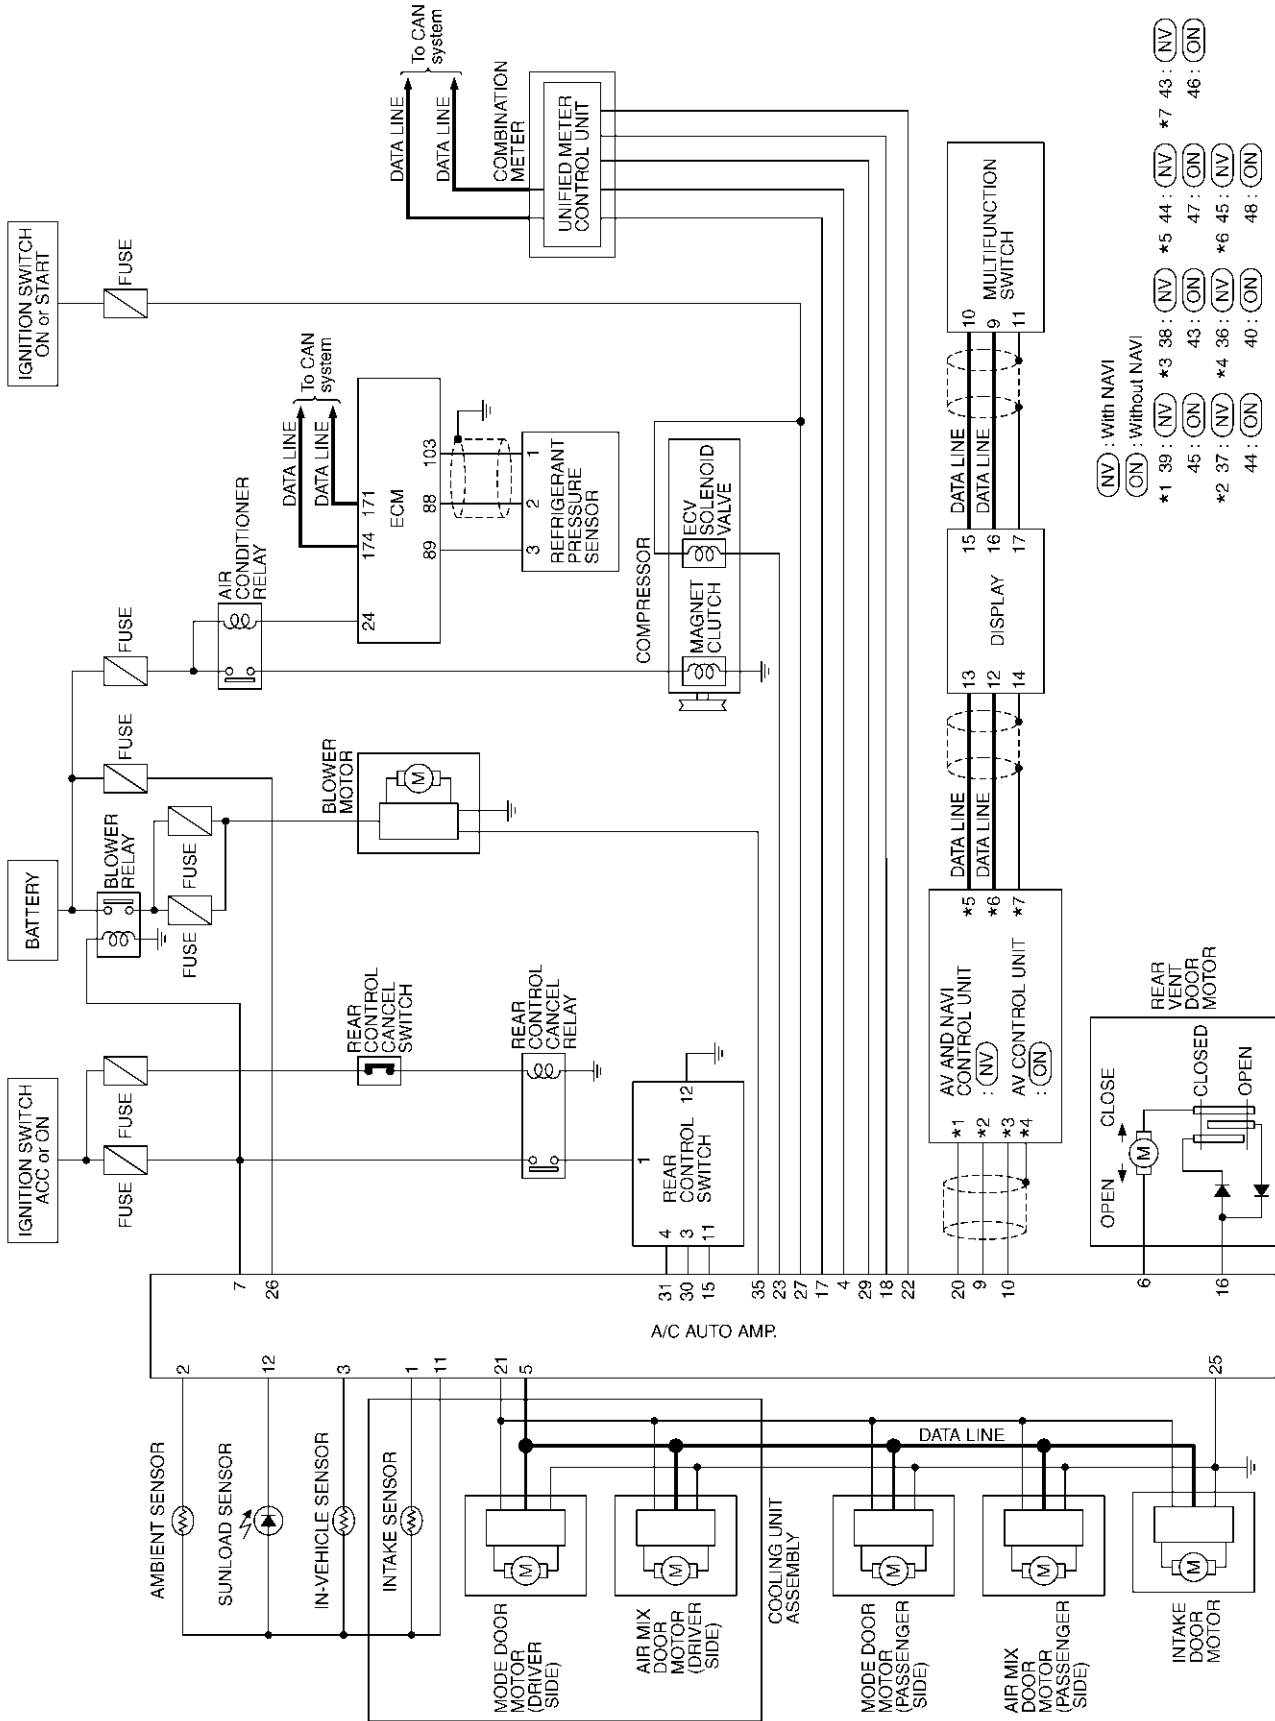 IGNITION SWITCH
ACC or ON
BATTERY
IGNITION SWITCH
ON or START
FUSE
FUSE
BLOWER
RELAY
FUSE
FUSE
FUSE
FUSE
FUSE
AIR
CONDITIONER
RELAY
DATA LINE
DATA LINE
To CAN
system
DATA LINE
DATA LINE
To CAN
system
REAR
CONTROL
CANCEL
SWITCH
BLOWER
MOTOR
M
24
174
171
ECM
89
88
103
3
2
1
REFRIGERANT
PRESSURE
SENSOR
COMBINATION
METER
UNIFIED METER
CONTROL UNIT
REAR
CONTROL
CANCEL
RELAY
1
12
REAR
CONTROL
SWITCH
4
3
11
COMPRESSOR
MAGNET
CLUTCH
ECV
SOLENOID
VALVE
AV AND NAVI
CONTROL UNIT
: NV
AV CONTROL UNIT
: ON
*1
*2
*3
*4
*5
*6
*7
DATA LINE
DATA LINE
13
12
14
DISPLAY
15
16
17
DATA LINE
DATA LINE
10
9
11
MULTIFUNCTION
SWITCH
REAR
VENT
DOOR
MOTOR
OPEN
CLOSE
M
CLOSED
OPEN
NV : With NAVI
ON : Without NAVI
*1 39 : NV *3 38 : NV *5 44 : NV *7 43 : NV
45 : ON 43 : ON 47 : ON 46 : ON
*2 37 : NV *4 36 : NV *6 45 : NV
44 : ON 40 : ON 48 : ON
7
26
31
30
15
35
23
27
17
4
29
18
22
20
9
10
6
16
A/C AUTO AMP.
2
12
3
1
11
21
5
25
AMBIENT SENSOR
SUNLOAD SENSOR
IN-VEHICLE SENSOR
INTAKE SENSOR
DATA LINE
M
M
M
M
M
MODE DOOR
MOTOR
(DRIVER
SIDE)
AIR MIX
DOOR
MOTOR
(DRIVER
SIDE)
COOLING UNIT
ASSEMBLY
MODE DOOR
MOTOR
(PASSENGER
SIDE)
AIR MIX
DOOR
MOTOR
(PASSENGER
SIDE)
INTAKE
DOOR
MOTOR